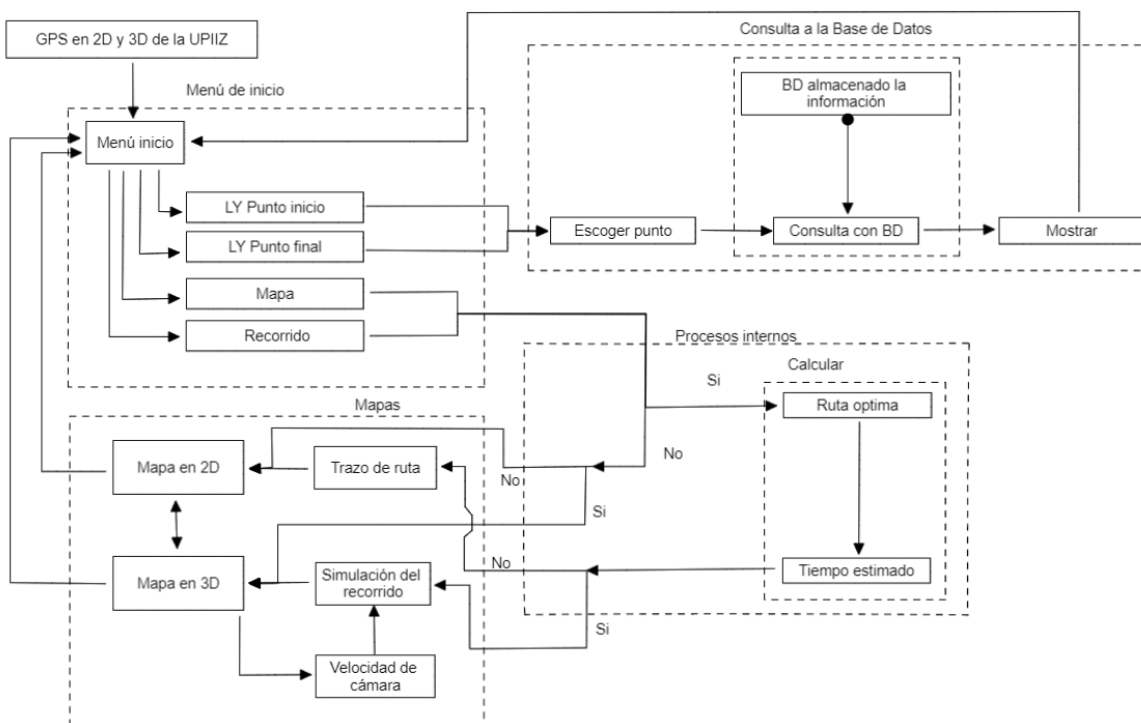 GPS en 2D y 3D de la UPIIZ
Consulta a la Base de Datos
Menú de inicio
BD almacenado la
información
Menú inicio
LY Punto inicio
LY Punto final
Escoger punto
Consulta con BD
Mostrar
Mapa
Recorrido
Procesos internos
Calcular
Si
Ruta optima
Mapas
No
Mapa en 2D
Trazo de ruta
No
Si
Mapa en 3D
Simulación del
recorrido
No
Tiempo estimado
Si
Velocidad de
cámara